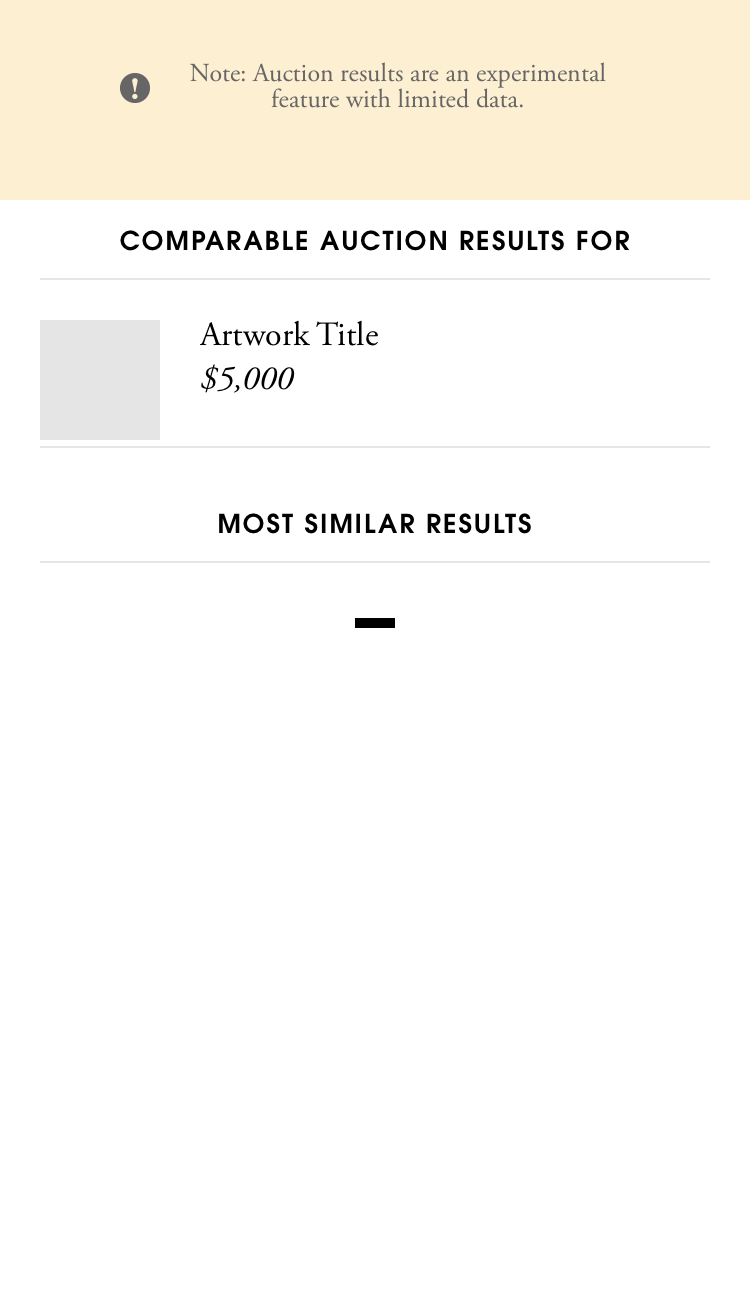 Note: Auction results are an experimental
feature with limited data.
COMPARABLE AUCTION RESULTS FOR
Artwork Title
$5,000
MOST SIMILAR RESULTS